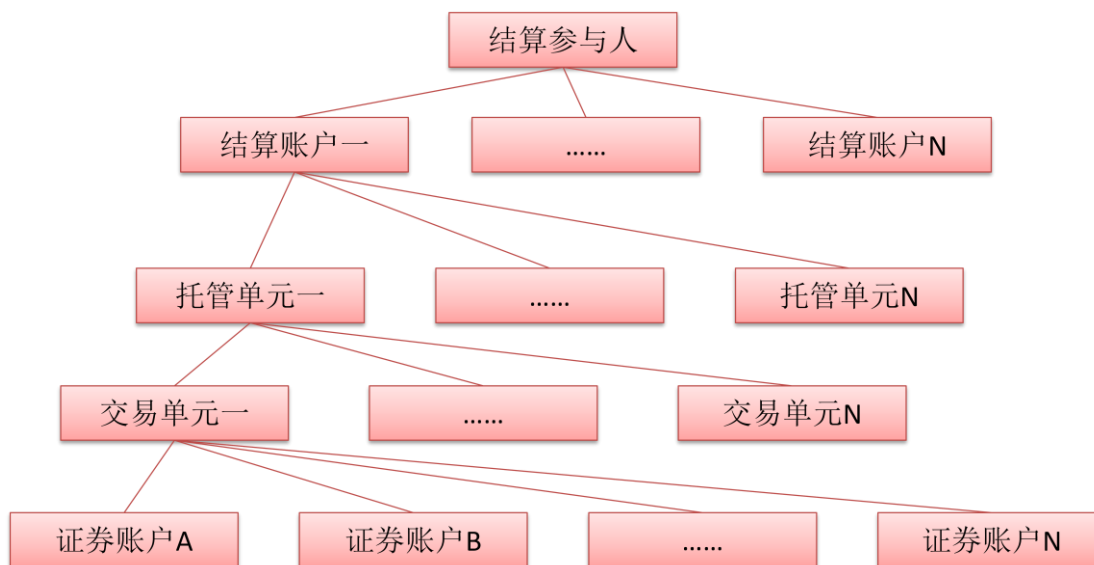 结算参与人
结算账户一
……
结算账户N
托管单元一
……
托管单元N
交易单元一
……
交易单元N
证券账户A
证券账户B
……
证券账户N